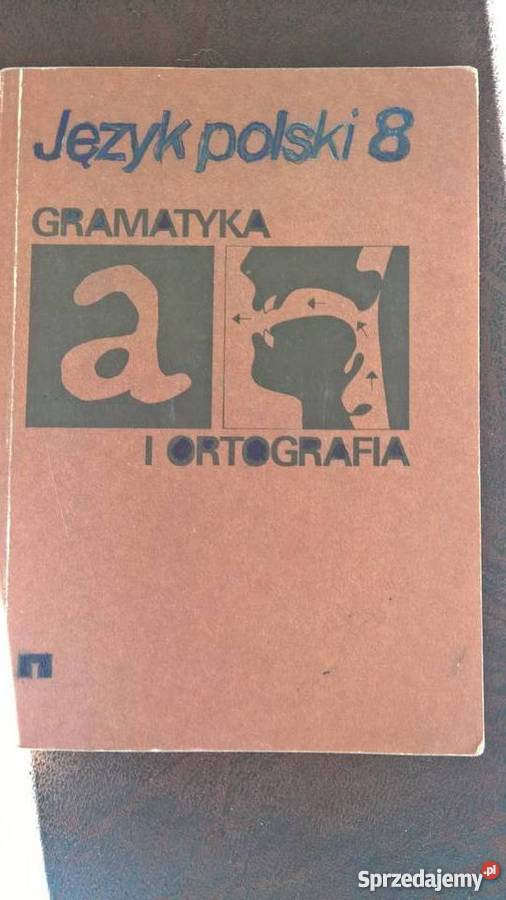 Język polski 8
GRAMATYKA
a
I ORTOGRAFIA
Sprzedajemy.pl